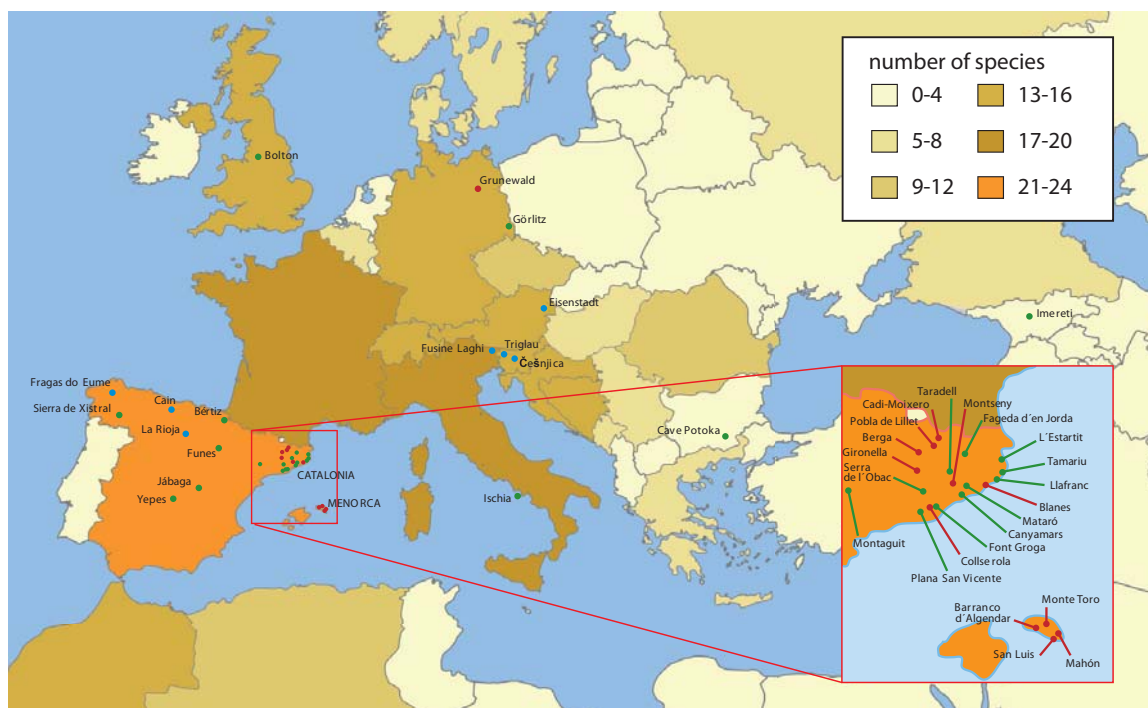 number of species
0-4
13-16
5-8
17-20
9-12
21-24
Bolton
Grunewald
Görlitz
Eisenstadt
Imereti
Fusine Laghi
Triglau
Češnjica
Fragas do Eume
Cain
Sierra de Xistral
Bértiz
La Rioja
Funes
Cave Potoka
CATALONIA
Jábaga
Yepes
Ischia
MENORCA
Taradell
Cadi-Moixero
Montseny
Pobla de Lillet
Fageda d´en Jorda
Berga
L´Estartit
Gironella
Tamariu
Serra
de l´Obac
Llafranc
Blanes
Mataró
Canyamars
Montaguit
Font Groga
Collserola
Plana San Vicente
Monte Toro
Barranco
d´Algendar
San Luis
Mahón